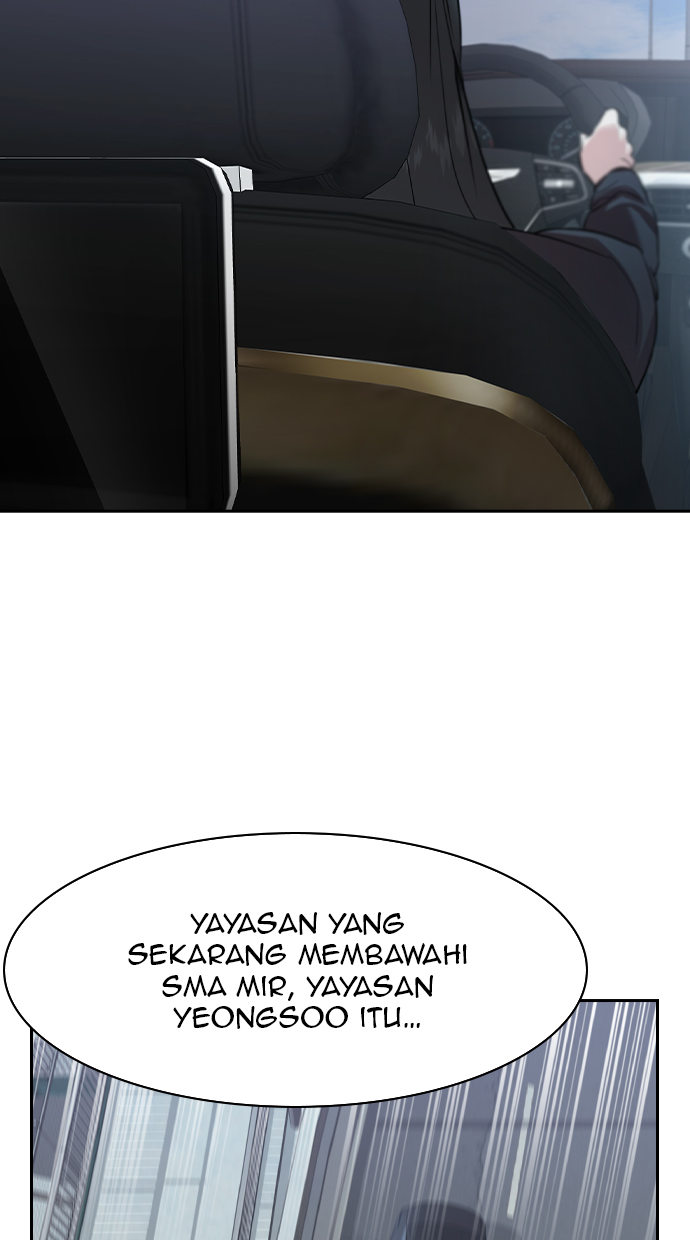 YAYASAN YANG
SEKARANG MEMBAWAHI
SMA MIR, YAYASAN
YEONGSOO ITU...